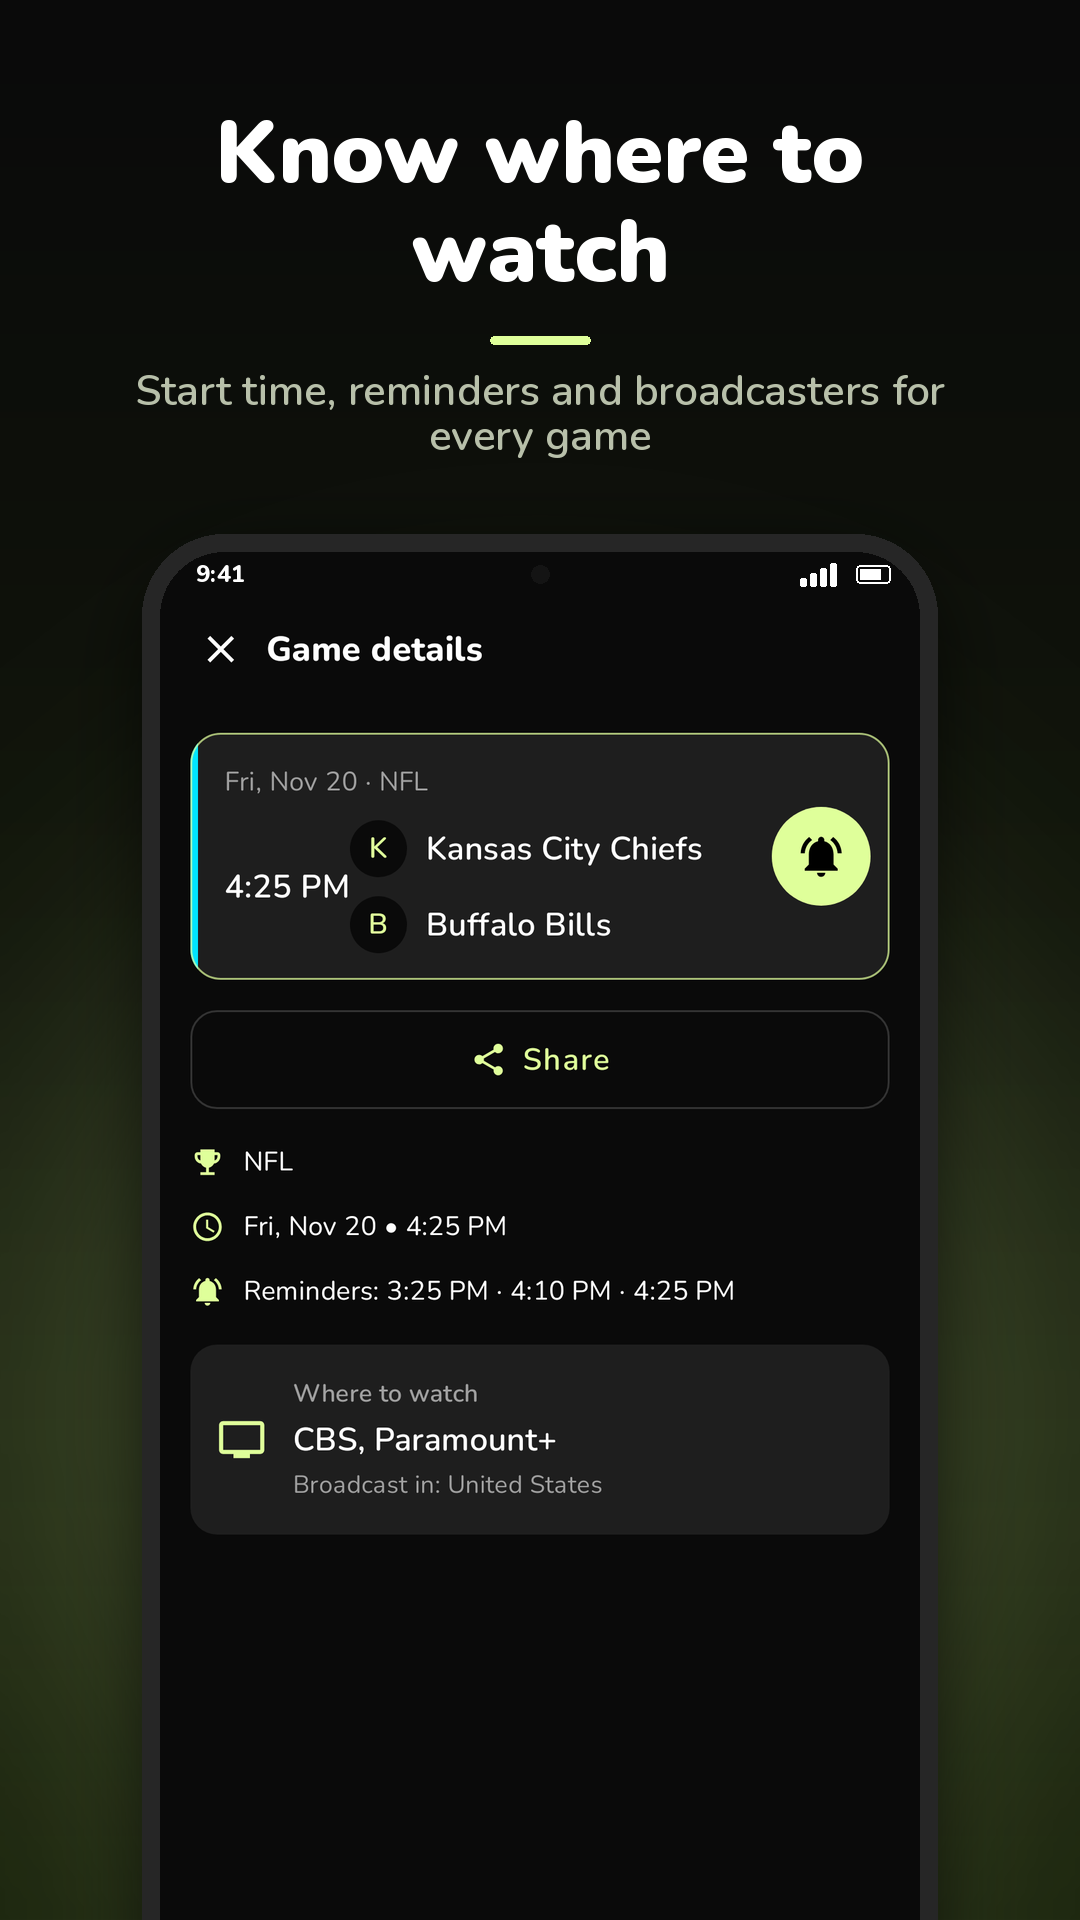 Know where to
watch
Start time, reminders and broadcasters for
every game
9:41
Game details
Fri, Nov 20 · NFL
4:25 PM
K Kansas City Chiefs
B Buffalo Bills
Share
NFL
Fri, Nov 20 • 4:25 PM
Reminders: 3:25 PM · 4:10 PM · 4:25 PM
Where to watch
CBS, Paramount+
Broadcast in: United States